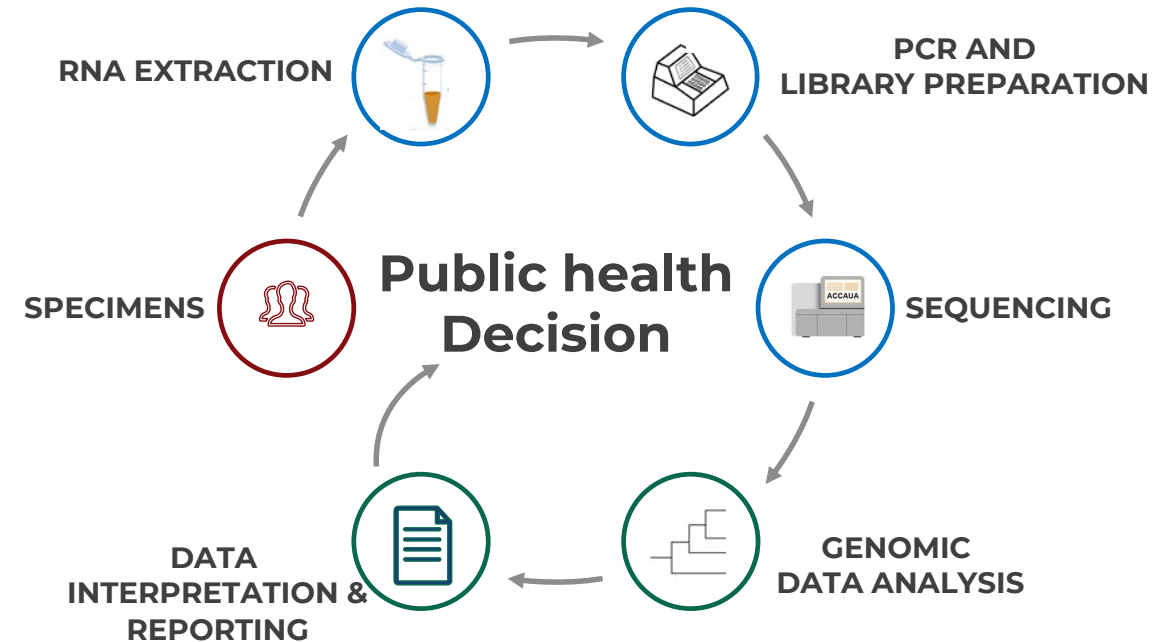 RNA EXTRACTION
PCR AND
LIBRARY PREPARATION
Public health
Decision
SPECIMENS
ACCAUA
SEQUENCING
DATA
INTERPRETATION &
REPORTING
GENOMIC
DATA ANALYSIS